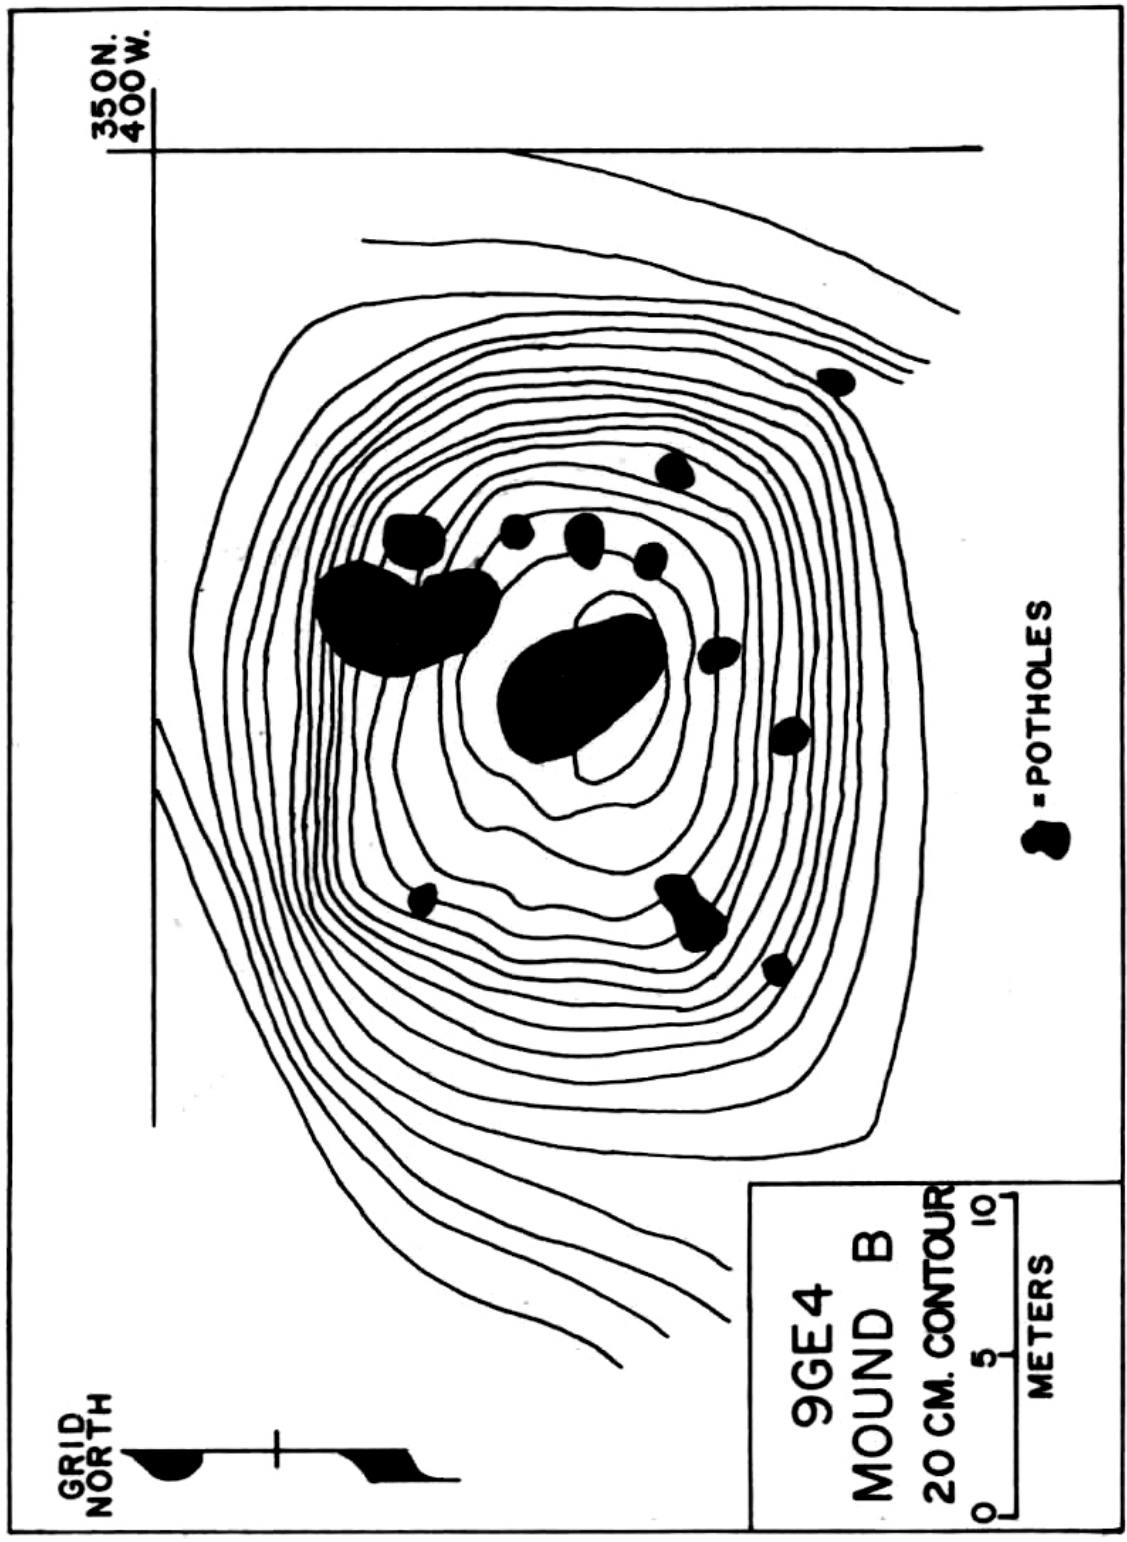 350N.
400W.
= POTHOLES
GRID
NORTH
9GE4
MOUND B
20 CM. CONTOUR
0 5 10
METERS